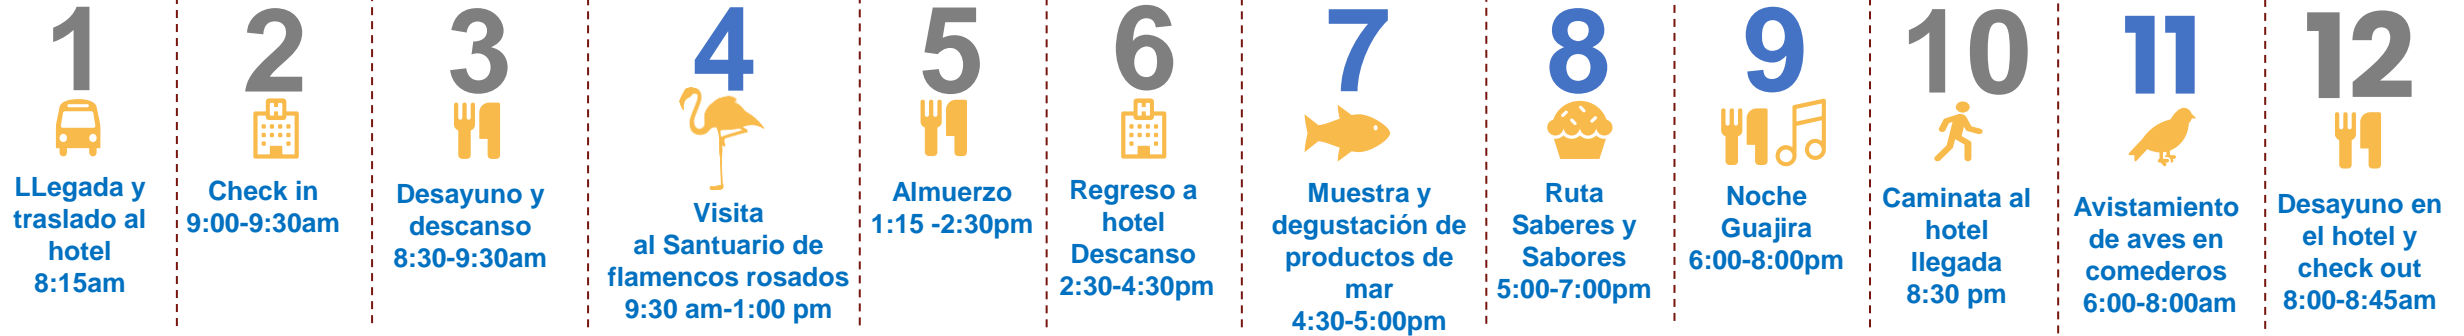 1
LLegada y
traslado al
hotel
8:15am
2
H
Check in
9:00-9:30am
3
Desayuno y
descanso
8:30-9:30am
4
Visita
al Santuario de
flamencos rosados
9:30 am-1:00 pm
5
Almuerzo
1:15 -2:30pm
6
H
Regreso a
hotel
Descanso
2:30-4:30pm
7
Muestra y
degustación de
productos de
mar
4:30-5:00pm
8
Ruta
Saberes y
Sabores
5:00-7:00pm
9
Noche
Guajira
6:00-8:00pm
10
Caminata al
hotel
llegada
8:30 pm
11
Avistamiento
de aves en
comederos
6:00-8:00am
12
Desayuno en
el hotel y
check out
8:00-8:45am